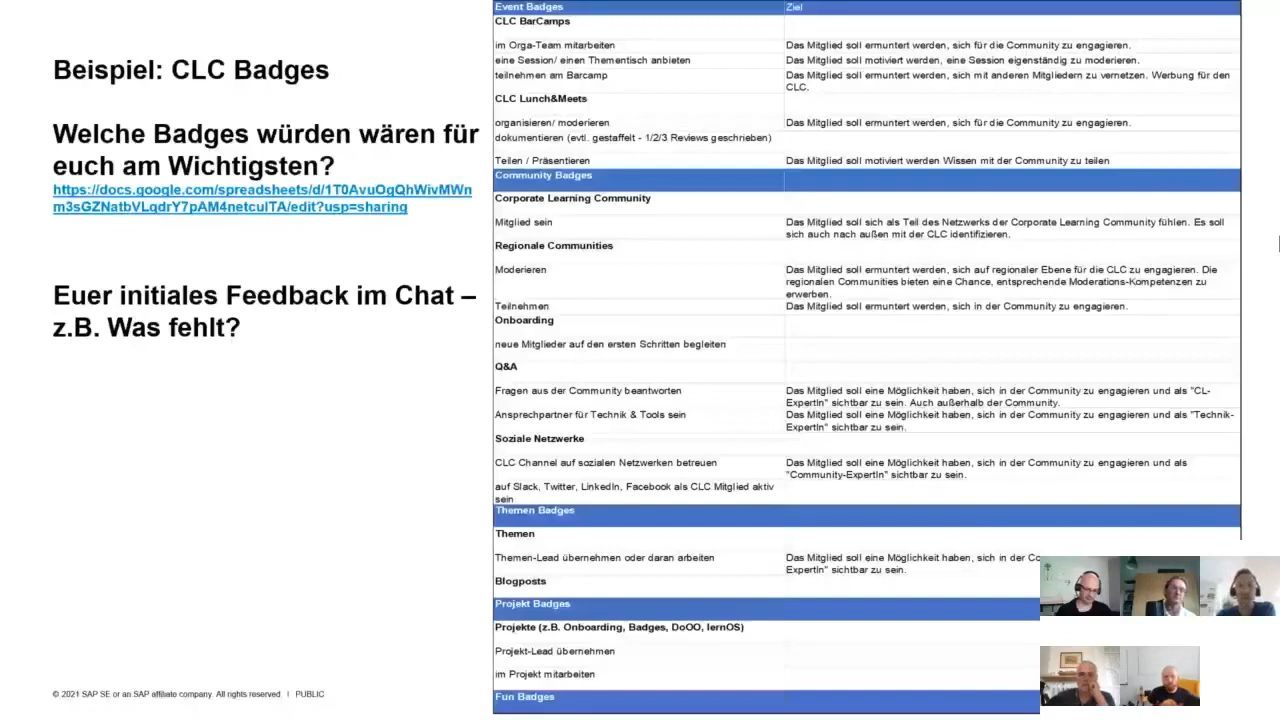 Beispiel: CLC Badges
Welche Badges würden wären für
euch am Wichtigsten?
https://docs.google.com/spreadsheets/d/1T0AvuOgQhWivMWn
m3sGZNatbVLqdrY7pAM4netcuITA/edit?usp=sharing
Euer initiales Feedback im Chat –
z.B. Was fehlt?
© 2021 SAP SE or an SAP affiliate company. All rights reserved. | PUBLIC
Event Badges Ziel
CLC BarCamps
im Orga-Team mitarbeiten Das Mitglied soll ermuntert werden, sich für die Community zu engagieren.
eine Session/ einen Thementisch anbieten Das Mitglied soll motiviert werden, eine Session eigenständig zu moderieren.
teilnehmen am Barcamp Das Mitglied soll ermuntert werden, sich mit anderen Mitgliedern zu vernetzen. Werbung für den
CLC.
CLC Lunch&Meets
organisieren/ moderieren Das Mitglied soll ermuntert werden, sich für die Community zu engagieren.
dokumentieren (evtl. gestaffelt - 1/2/3 Reviews geschrieben)
Teilen / Präsentieren Das Mitglied soll motiviert werden Wissen mit der Community zu teilen
Community Badges
Corporate Learning Community
Mitglied sein Das Mitglied soll sich als Teil des Netzwerks der Corporate Learning Community fühlen. Es soll
sich auch nach außen mit der CLC identifizieren.
Regionale Communities
Moderieren Das Mitglied soll ermuntert werden, sich auf regionaler Ebene für die CLC zu engagieren. Die
regionalen Communities bieten eine Chance, entsprechende Moderations-Kompetenzen zu
erwerben.
Teilnehmen Das Mitglied soll ermuntert werden, sich in der Community zu engagieren.
Onboarding
neue Mitglieder auf den ersten Schritten begleiten
Q&A
Fragen aus der Community beantworten Das Mitglied soll eine Möglichkeit haben, sich in der Community zu engagieren und als "CL-
ExpertIn" sichtbar zu sein. Auch außerhalb der Community.
Ansprechpartner für Technik & Tools sein Das Mitglied soll eine Möglichkeit haben, sich in der Community zu engagieren und als "Technik-
ExpertIn" sichtbar zu sein.
Soziale Netzwerke
CLC Channel auf sozialen Netzwerken betreuen Das Mitglied soll eine Möglichkeit haben, sich in der Community zu engagieren und als
"Community-ExpertIn" sichtbar zu sein.
auf Slack, Twitter, LinkedIn, Facebook als CLC Mitglied aktiv
sein
Themen Badges
Themen
Themen-Lead übernehmen oder daran arbeiten Das Mitglied soll eine Möglichkeit haben, sich in der Co
ExpertIn" sichtbar zu sein.
Blogposts
Projekt Badges
Projekte (z.B. Onboarding, Badges, DoOO, lernOS)
Projekt-Lead übernehmen
im Projekt mitarbeiten
Fun Badges